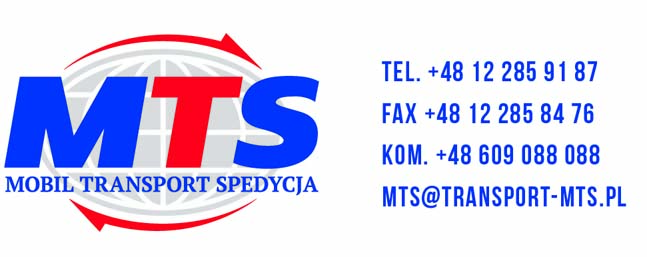 MTS
MOBIL TRANSPORT SPEDYCJA
TEL. +48 12 285 91 87
FAX +48 12 285 84 76
KOM. +48 609 088 088
MTS@TRANSPORT-MTS.PL